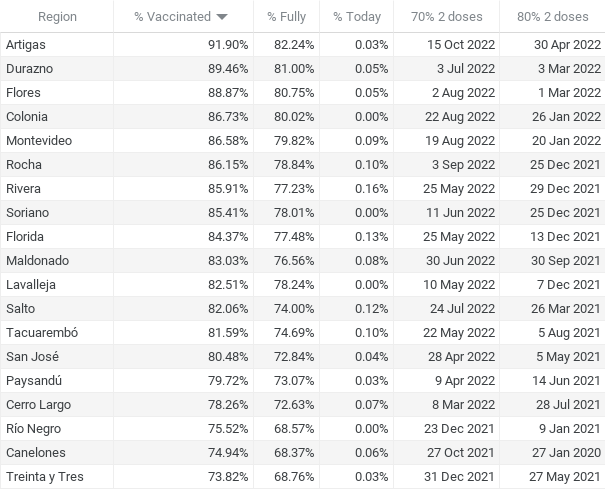 Region % Vaccinated % Fully % Today 70% 2 doses 80% 2 doses
Artigas 91.90% 82.24% 0.03% 15 Oct 2022 30 Apr 2022
Durazno 89.46% 81.00% 0.05% 3 Jul 2022 3 Mar 2022
Flores 88.87% 80.75% 0.05% 2 Aug 2022 1 Mar 2022
Colonia 86.73% 80.02% 0.00% 22 Aug 2022 26 Jan 2022
Montevideo 86.58% 79.82% 0.09% 19 Aug 2022 20 Jan 2022
Rocha 86.15% 78.84% 0.10% 3 Sep 2022 25 Dec 2021
Rivera 85.91% 77.23% 0.16% 25 May 2022 29 Dec 2021
Soriano 85.41% 78.01% 0.00% 11 Jun 2022 25 Dec 2021
Florida 84.37% 77.48% 0.13% 25 May 2022 13 Dec 2021
Maldonado 83.03% 76.56% 0.08% 30 Jun 2022 30 Sep 2021
Lavalleja 82.51% 78.24% 0.00% 10 May 2022 7 Dec 2021
Salto 82.06% 74.00% 0.12% 24 Jul 2022 26 Mar 2021
Tacuarembó 81.59% 74.69% 0.10% 22 May 2022 5 Aug 2021
San José 80.48% 72.84% 0.04% 28 Apr 2022 5 May 2021
Paysandú 79.72% 73.07% 0.03% 9 Apr 2022 14 Jun 2021
Cerro Largo 78.26% 72.63% 0.07% 8 Mar 2022 28 Jul 2021
Río Negro 75.52% 68.57% 0.00% 23 Dec 2021 9 Jan 2021
Canelones 74.94% 68.37% 0.06% 27 Oct 2021 27 Jan 2020
Treinta y Tres 73.82% 68.76% 0.03% 31 Dec 2021 27 May 2021